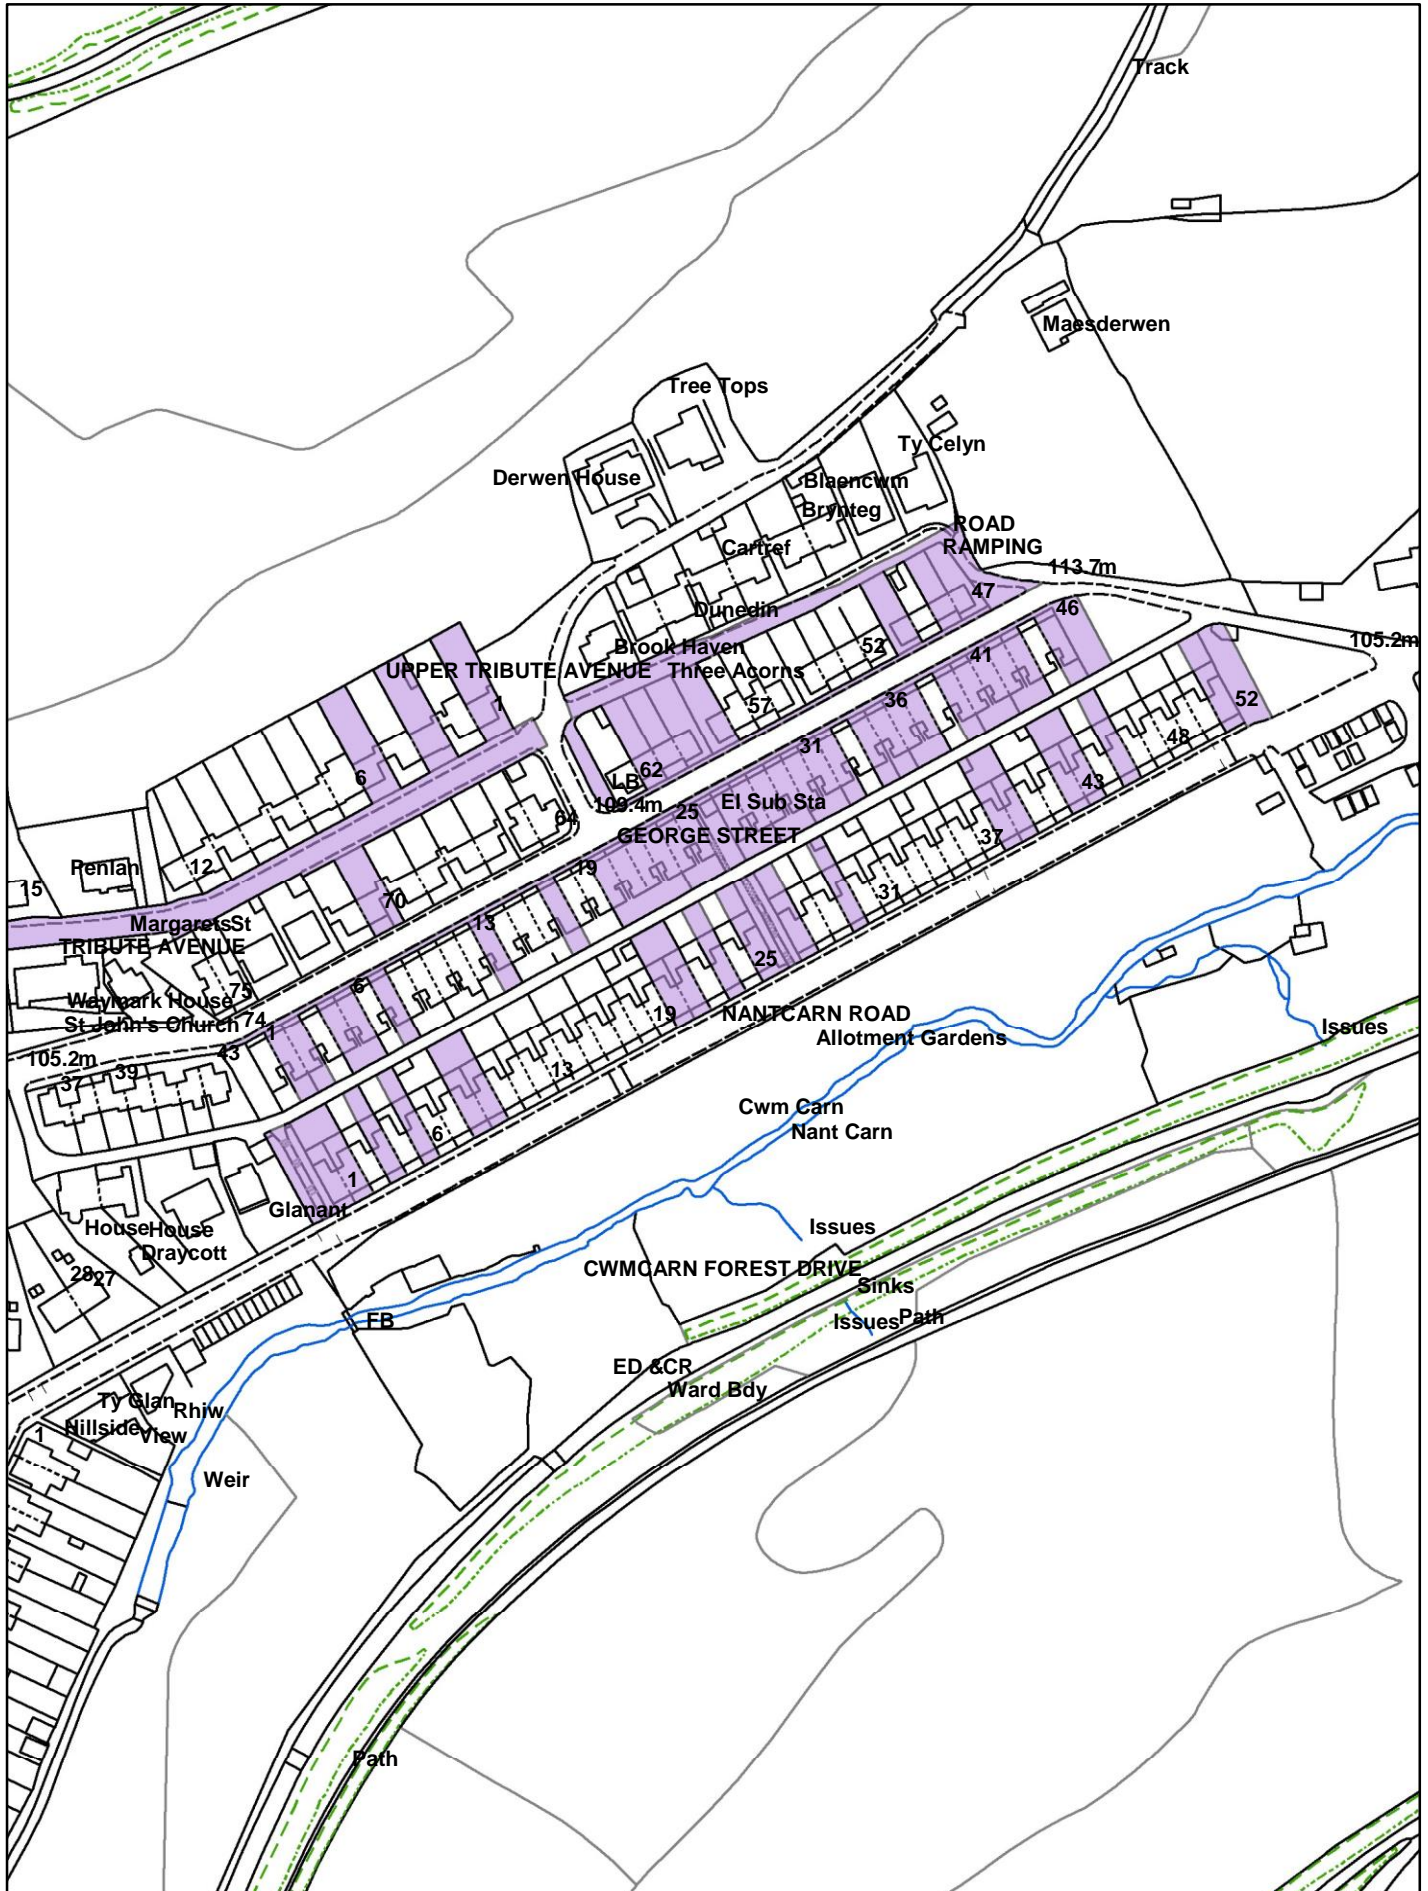 Track
Maesderwen
Tree Tops
Ty Celyn
Derwen House
Blaencwm
Brynteg
ROAD
RAMPING
Cartref
113.7m
47
Dunedin
46
Brook Haven
52
105.2m
UPPER TRIBUTE AVENUE
Three Acorns
41
1
57
36
52
31
48
62
6
LB
43
El Sub Sta
109.4m
25
64
GEORGE STREET
37
19
12
Penlan
15
70
31
13
MargaretsSt
TRIBUTE AVENUE
25
6
75
Waymark House
St John's Church
74
19
NANTCARN ROAD
1
Allotment Gardens
Issues
43
105.2m
39
37
13
Cwm Carn
Nant Carn
6
1
Glanant
House
House
Draycott
Issues
CWMCARN FOREST DRIVE
28
27
Sinks
FB
Issues
Path
ED &CR
Ward Bdy
Ty Glan
Rhiw
Hillside
View
1
Weir
Path